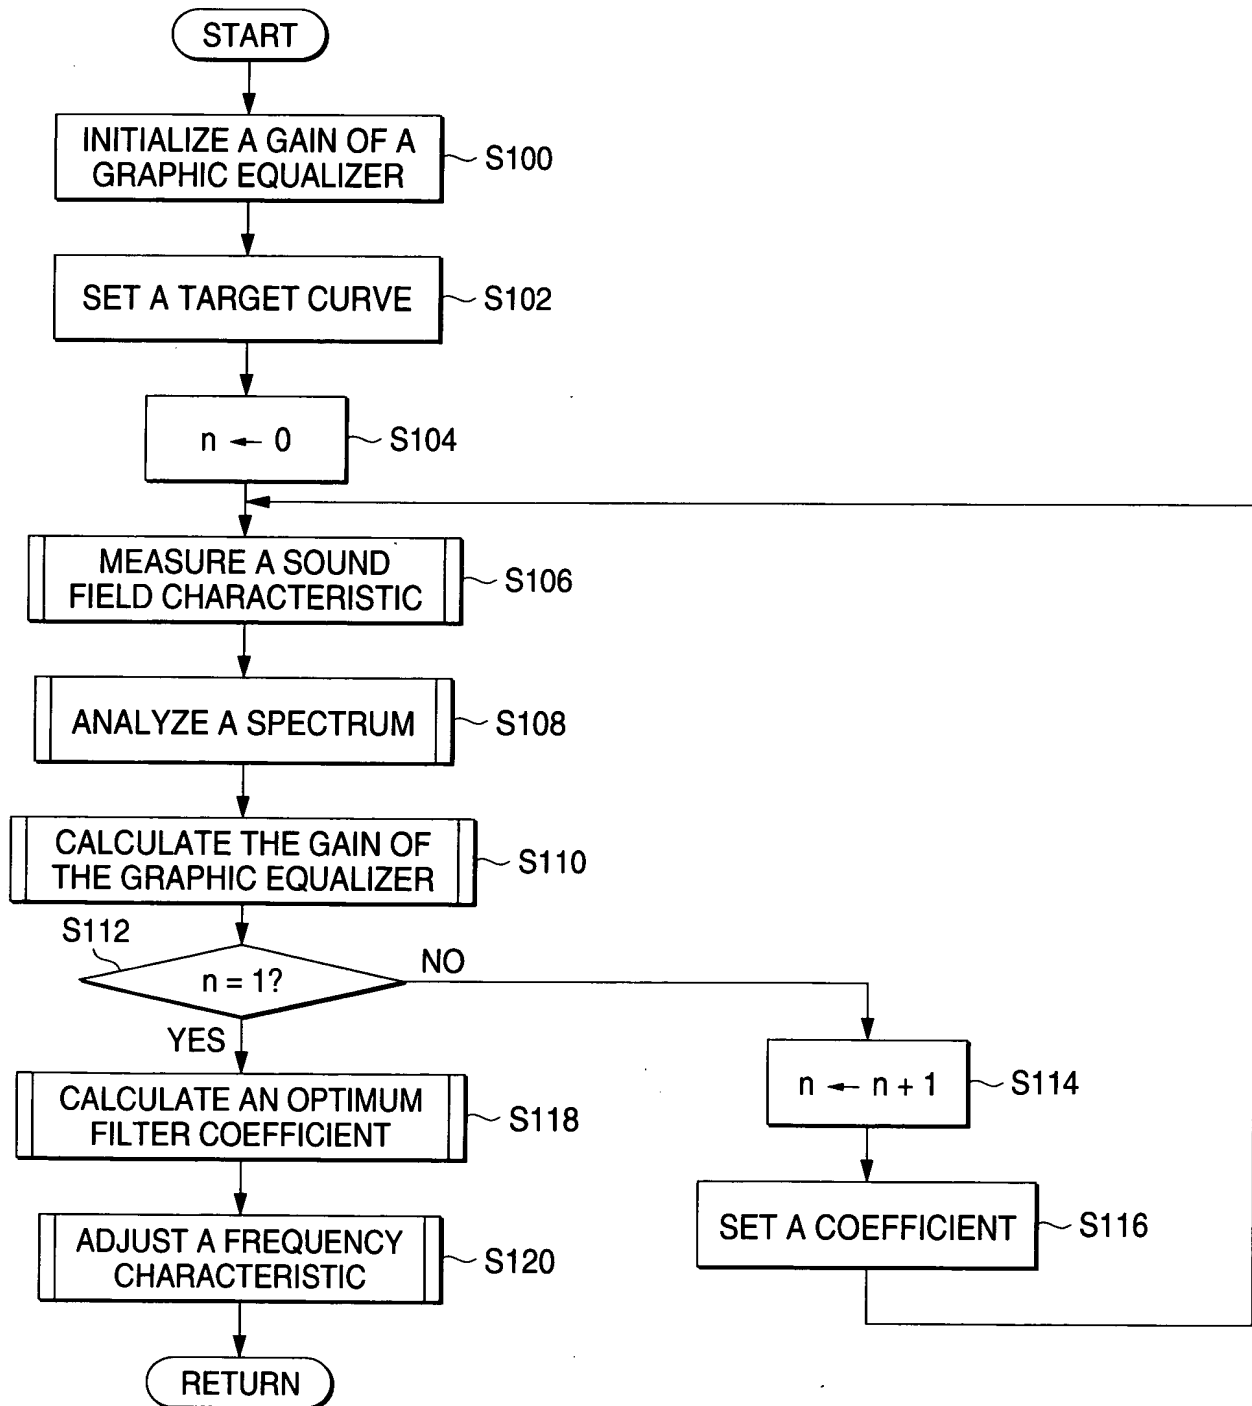 START
INITIALIZE A GAIN OF A
GRAPHIC EQUALIZER
S100
SET A TARGET CURVE
S102
n ← 0
S104
MEASURE A SOUND
FIELD CHARACTERISTIC
S106
ANALYZE A SPECTRUM
S108
CALCULATE THE GAIN OF
THE GRAPHIC EQUALIZER
S110
S112
n = 1?
NO
YES
n ← n + 1
S114
CALCULATE AN OPTIMUM
FILTER COEFFICIENT
S118
SET A COEFFICIENT
S116
ADJUST A FREQUENCY
CHARACTERISTIC
S120
RETURN